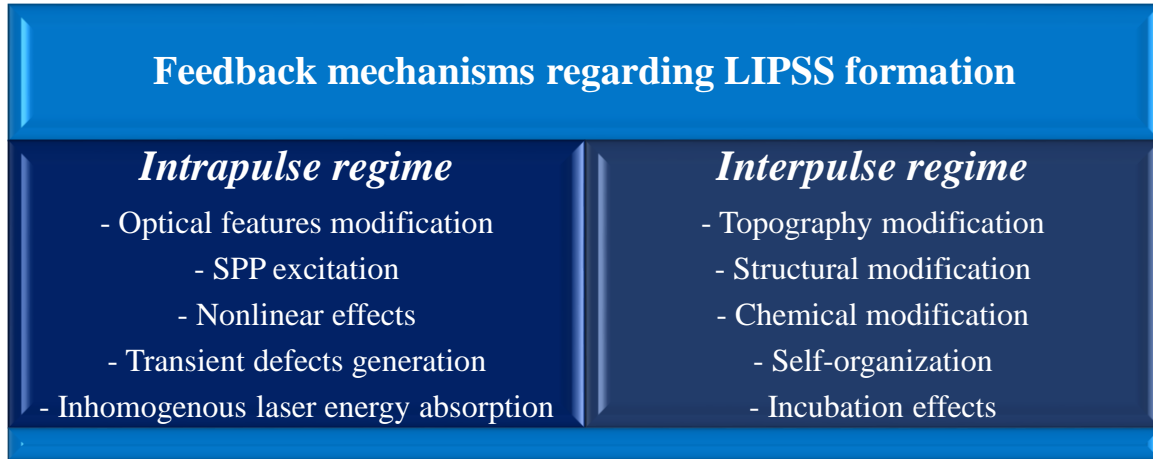 Feedback mechanisms regarding LIPSS formation
Intrapulse regime
- Optical features modification
- SPP excitation
- Nonlinear effects
- Transient defects generation
- Inhomogenous laser energy absorption
Interpulse regime
- Topography modification
- Structural modification
- Chemical modification
- Self-organization
- Incubation effects